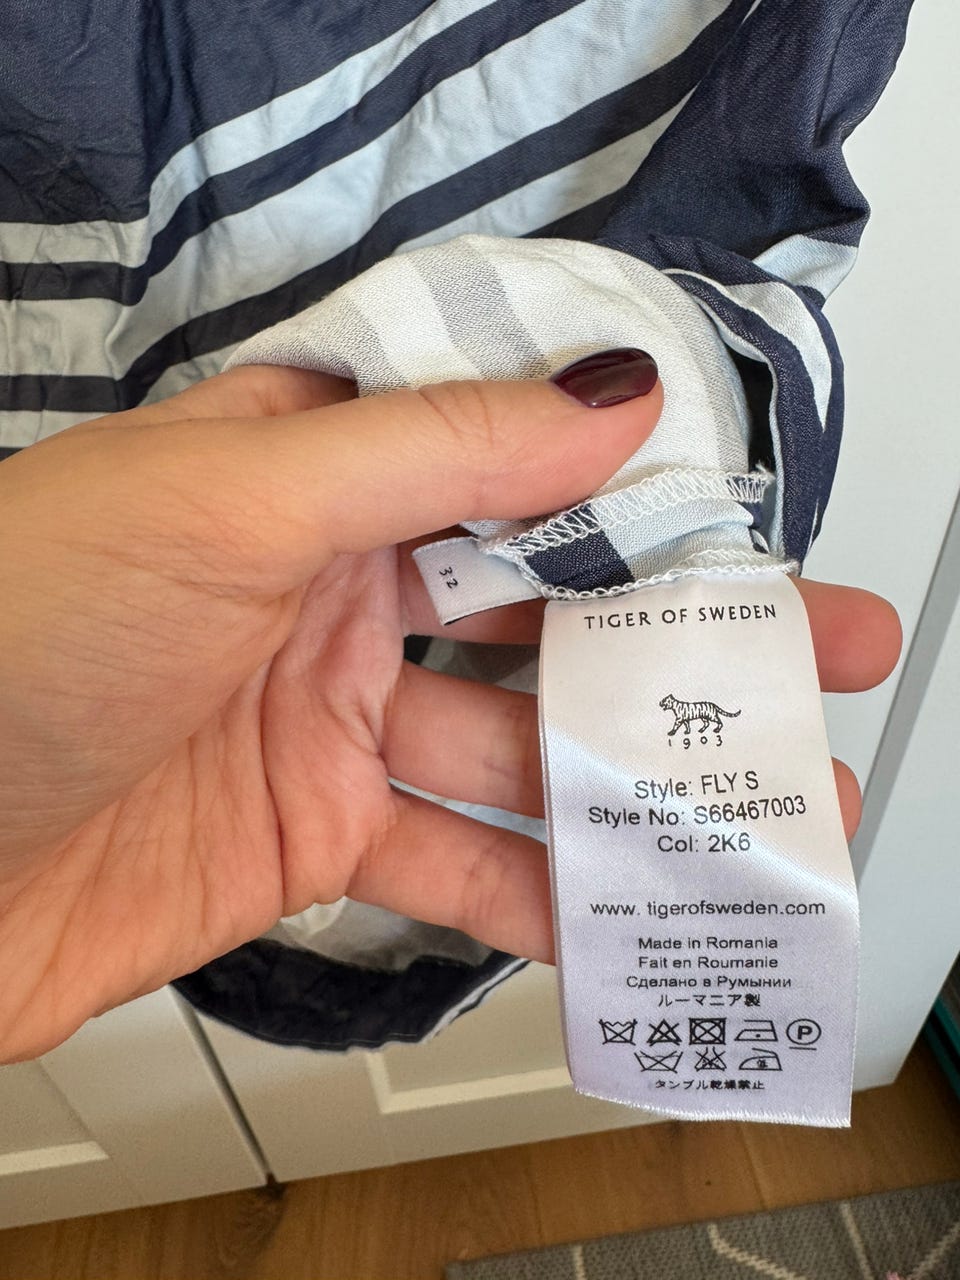 32
TIGER OF SWEDEN
1903
Style: FLY S
Style No: S66467003
Col: 2K6
www. tigerofsweden.com
Made in Romania
Fait en Roumanie
Сделано в Румынии
ルーマニア製
P
低
タンブル乾燥禁止